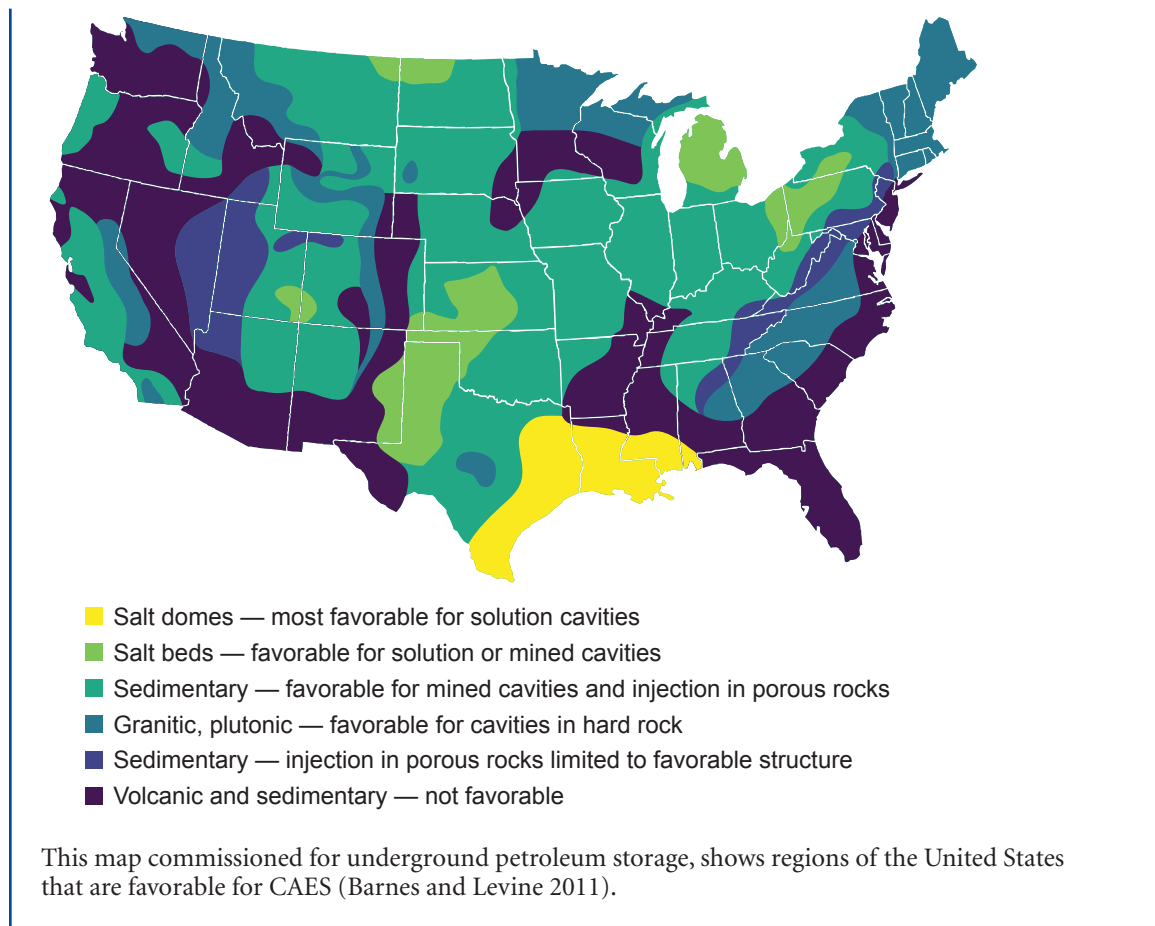 Salt domes — most favorable for solution cavities
Salt beds — favorable for solution or mined cavities
Sedimentary — favorable for mined cavities and injection in porous rocks
Granitic, plutonic — favorable for cavities in hard rock
Sedimentary — injection in porous rocks limited to favorable structure
Volcanic and sedimentary — not favorable
This map commissioned for underground petroleum storage, shows regions of the United States
that are favorable for CAES (Barnes and Levine 2011).